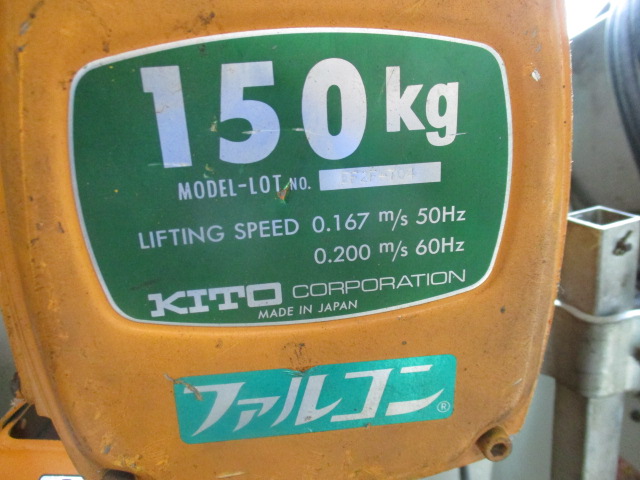 150kg
MODEL-LOT NO.
LIFTING SPEED 0.167 m/s 50Hz
0.200 m/s 60Hz
KITO CORPORATION
MADE IN JAPAN
ファルコン®